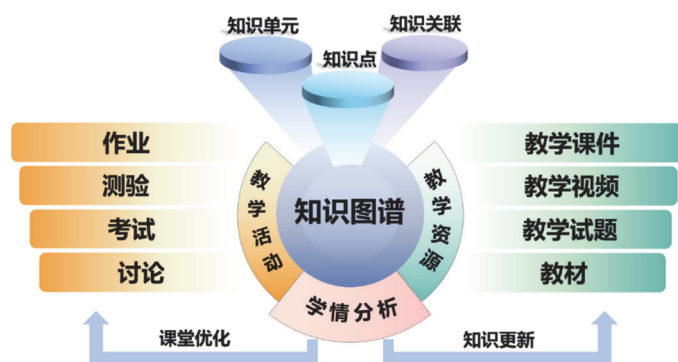 知识单元
知识关联
知识点
作业
测验
考试
讨论
教学活动
知识图谱
教学资源
学情分析
教学课件
教学视频
教学试题
教材
课堂优化
知识更新